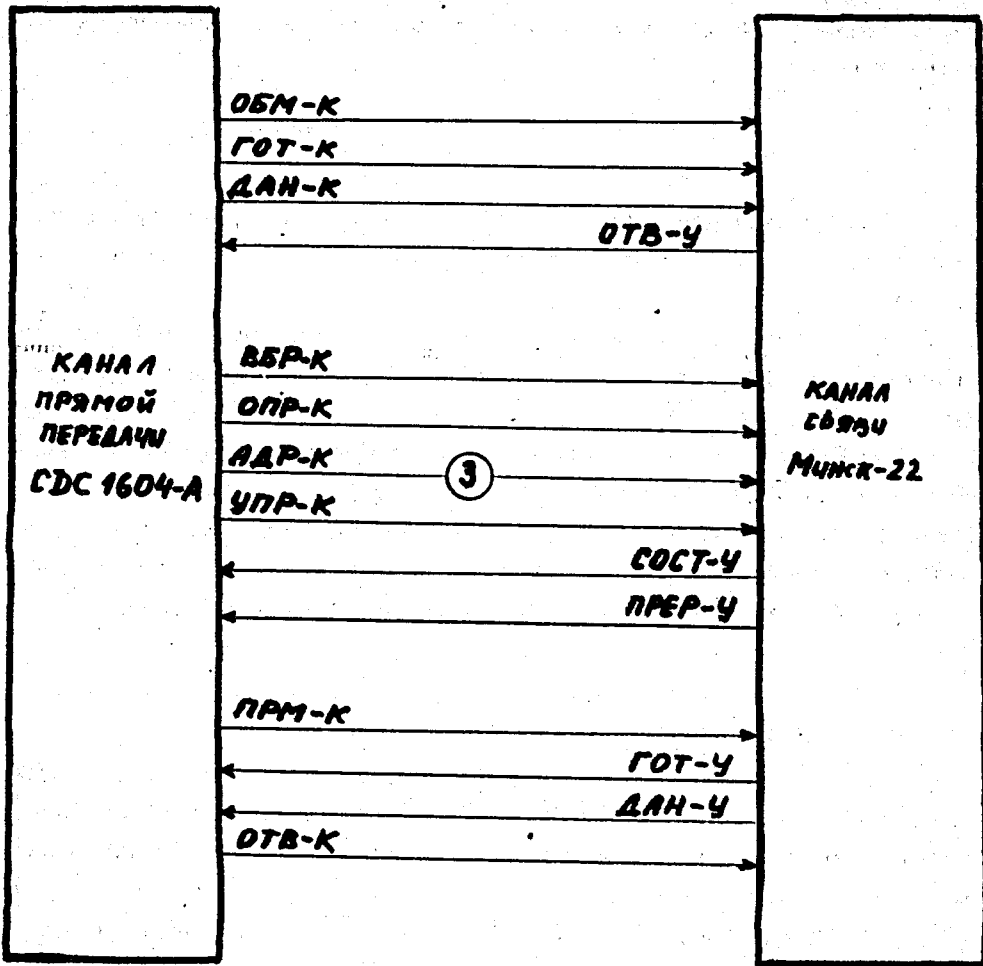 ОБМ-К
ГОТ-К
ДАН-К
ОТВ-У
КАНАЛ
ПРЯМОЙ
ПЕРЕДАЧИ
CDC 1604-А
ВБР-К
ОПР-К
АДР-К
3
УПР-К
СОСТ-У
ПРЕР-У
КАНАЛ
СВЯЗИ
Минск-22
ПРМ-К
ГОТ-У
ДАН-У
ОТВ-К